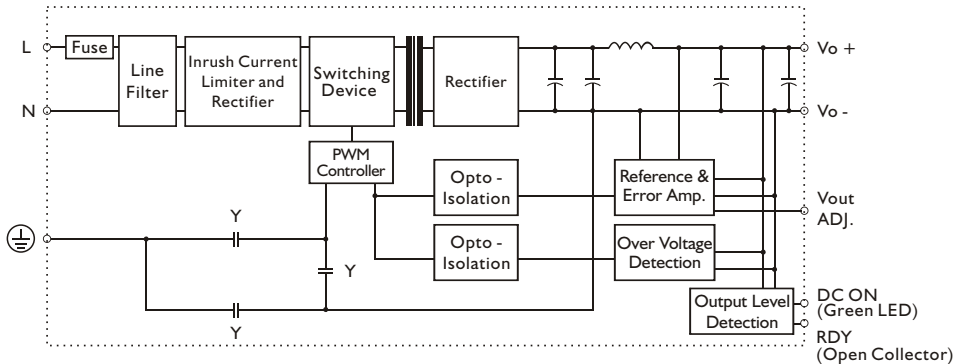 L
Fuse
Line
Filter
Inrush Current
Limiter and
Rectifier
Switching
Device
Rectifier
Vo +
N
Vo -
PWM
Controller
Opto -
Isolation
Reference &
Error Amp.
Vout
ADJ.
Y
Opto -
Isolation
Over Voltage
Detection
Y
Y
Output Level
Detection
DC ON
(Green LED)
RDY
(Open Collector)